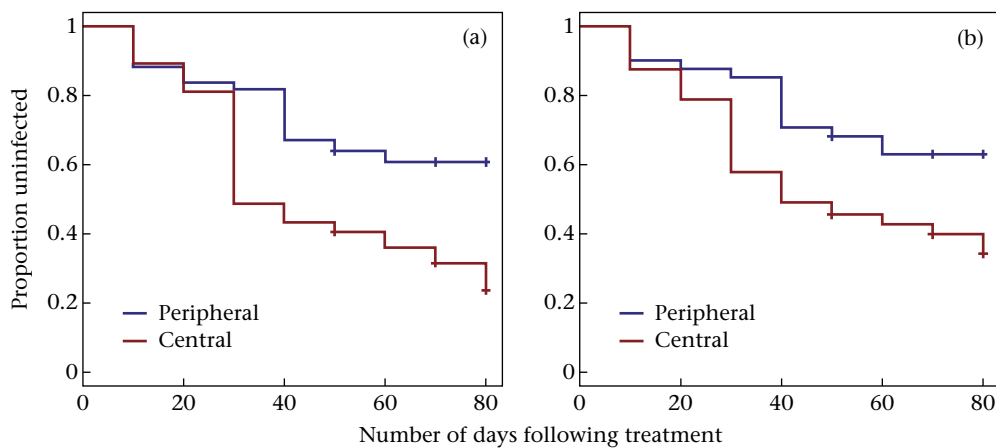 (a)
(b)
Proportion uninfected
1
0.8
0.6
0.4
0.2
0
Peripheral
Central
0
20
40
60
80
1
0.8
0.6
0.4
0.2
0
Peripheral
Central
0
20
40
60
80
Number of days following treatment